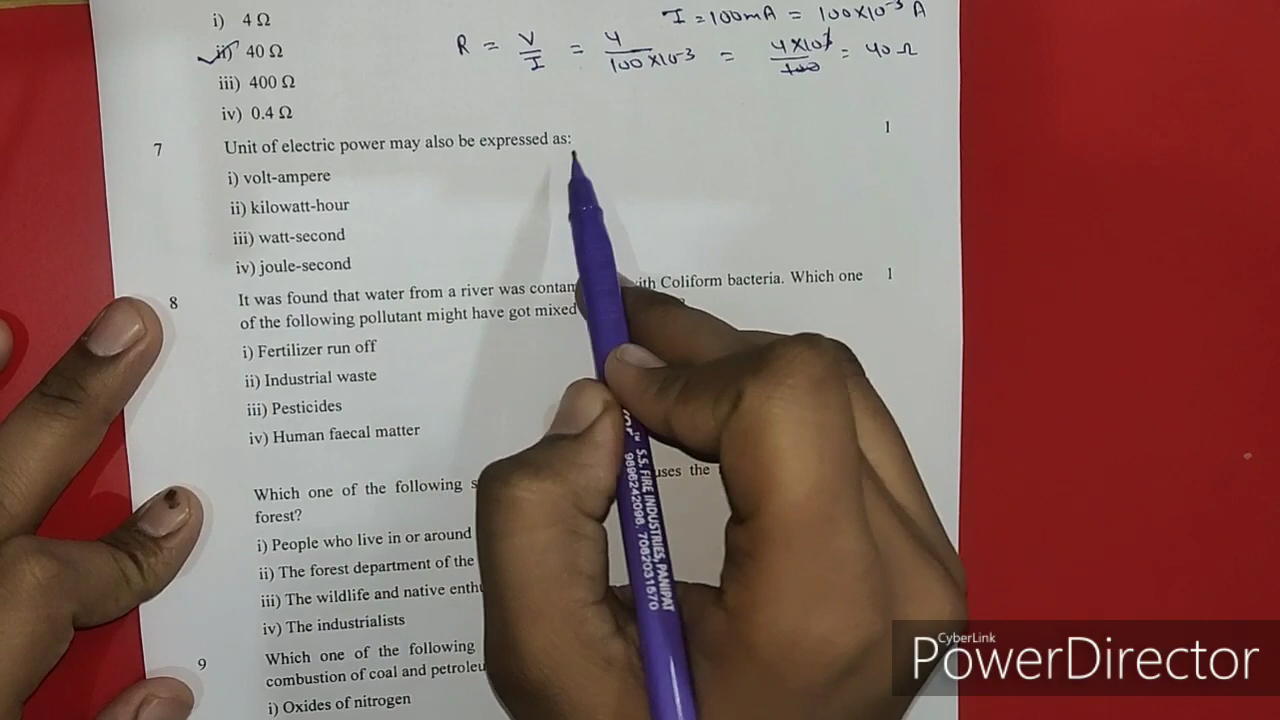 i) 4 Ω
I = 100mA = 100×10⁻³ A
ii) 40 Ω
R = V/I = 4/100×10⁻³ = 4×10³/100 = 40 Ω
iii) 400 Ω
iv) 0.4 Ω
7 Unit of electric power may also be expressed as: 1
i) volt-ampere
ii) kilowatt-hour
iii) watt-second
iv) joule-second
8 It was found that water from a river was with Coliform bacteria. Which one 1
of the following pollutant might have got mixed
i) Fertilizer run off
ii) Industrial waste
iii) Pesticides
iv) Human faecal matter
Which one of the following the
forest?
i) People who live in or around
ii) The forest department of the
iii) The wildlife and native
iv) The industrialists
9 Which one of the following
combustion of coal and
i) Oxides of nitrogen
S.S. FIRE INDUSTRIES, PANIPAT
9896242098, 7082031570
CyberLink
PowerDirector